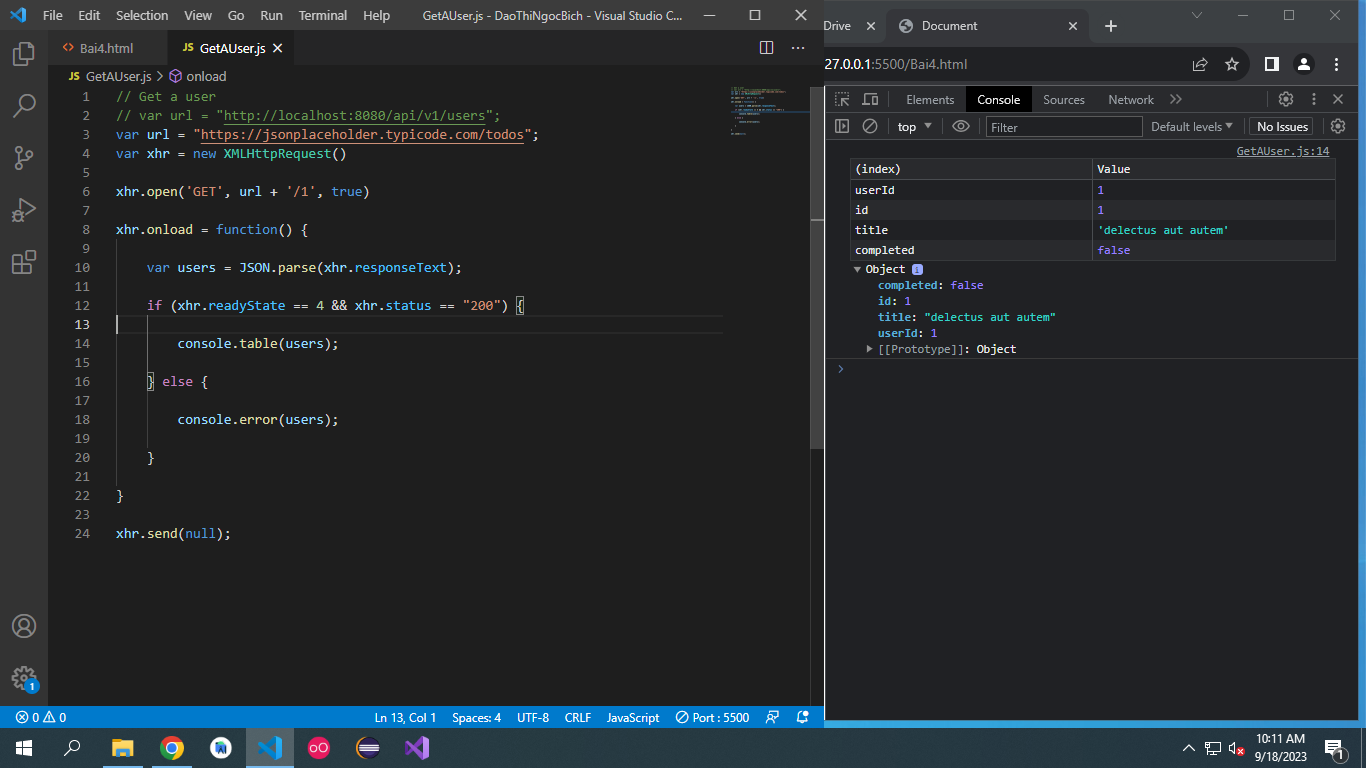 File Edit Selection View Go Run Terminal Help GetAUser.js - DaoThiNgocBich - Visual Studio C...
Bai4.html
JS GetAUser.js
JS GetAUser.js > onload
1 // Get a user
2 // var url = "http://localhost:8080/api/v1/users";
3 var url = "https://jsonplaceholder.typicode.com/todos";
4 var xhr = new XMLHttpRequest()
5
6 xhr.open('GET', url + '/1', true)
7
8 xhr.onload = function() {
9
10 var users = JSON.parse(xhr.responseText);
11
12 if (xhr.readyState == 4 && xhr.status == "200") {
13
14 console.table(users);
15
16 } else {
17
18 console.error(users);
19
20 }
21
22 }
23
24 xhr.send(null);
1
0 0
Ln 13, Col 1 Spaces: 4 UTF-8 CRLF JavaScript Port : 5500
Drive
Document
27.0.0.1:5500/Bai4.html
Elements Console Sources Network
top Filter Default levels No Issues
GetAUser.js:14
(index) Value
userId 1
id 1
title 'delectus aut autem'
completed false
Object i
completed: false
id: 1
title: "delectus aut autem"
userId: 1
[[Prototype]]: Object
10:11 AM
9/18/2023
1